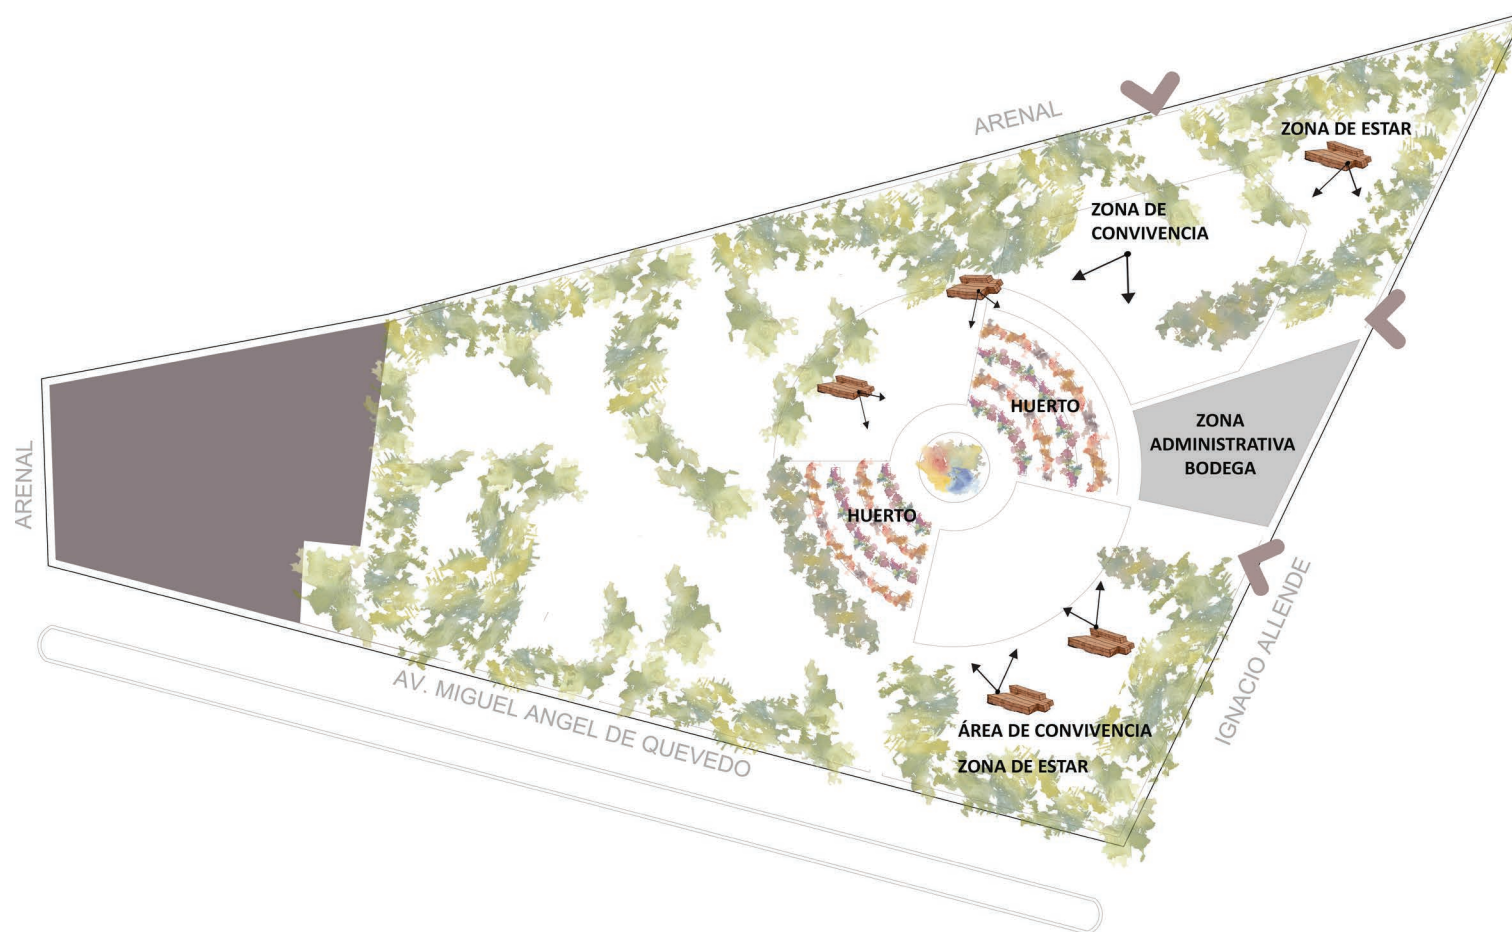 ARENAL
ZONA DE ESTAR
ZONA DE
CONVIVENCIA
HUERTO
ZONA
ADMINISTRATIVA
BODEGA
ARENAL
HUERTO
IGNACIO ALLENDE
AV. MIGUEL ANGEL DE QUEVEDO
ÁREA DE CONVIVENCIA
ZONA DE ESTAR